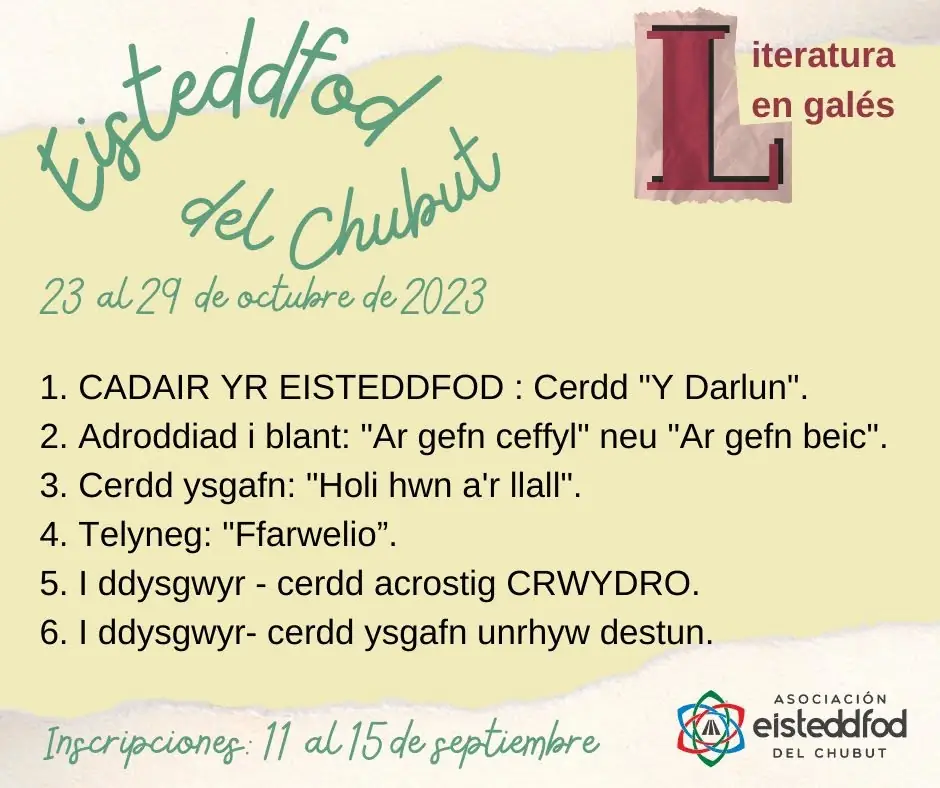 Eisteddfod
del Chubut
23 al 29 de octubre de 2023
Literatura
en galés
1. CADAIR YR EISTEDDFOD : Cerdd "Y Darlun".
2. Adroddiad i blant: "Ar gefn ceffyl" neu "Ar gefn beic".
3. Cerdd ysgafn: "Holi hwn a'r llall".
4. Telyneg: "Ffarwelio”.
5. I ddysgwyr - cerdd acrostig CRWYDRO.
6. I ddysgwyr- cerdd ysgafn unrhyw destun.
Inscripciones: 11 al 15 de septiembre
ASOCIACIÓN
eisteddfod
DEL CHUBUT